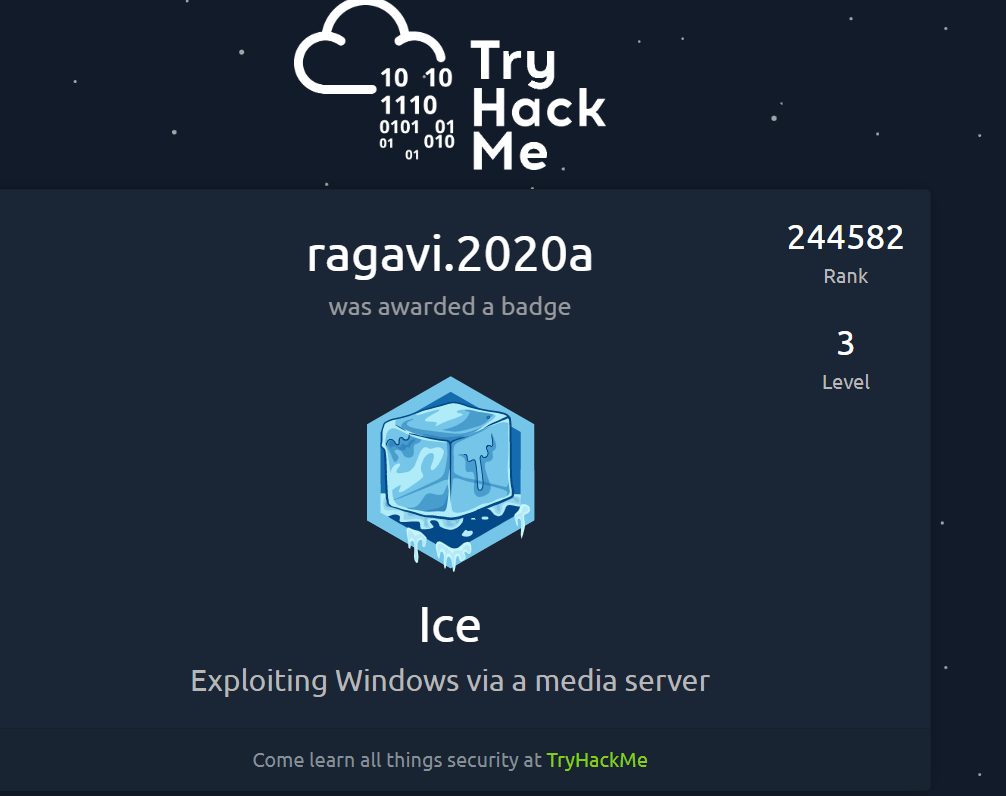 10 10
1110
0101 01
01 010
01
Try
Hack
Me
ragavi.2020a
was awarded a badge
244582
Rank
3
Level
Ice
Exploiting Windows via a media server
Come learn all things security at TryHackMe